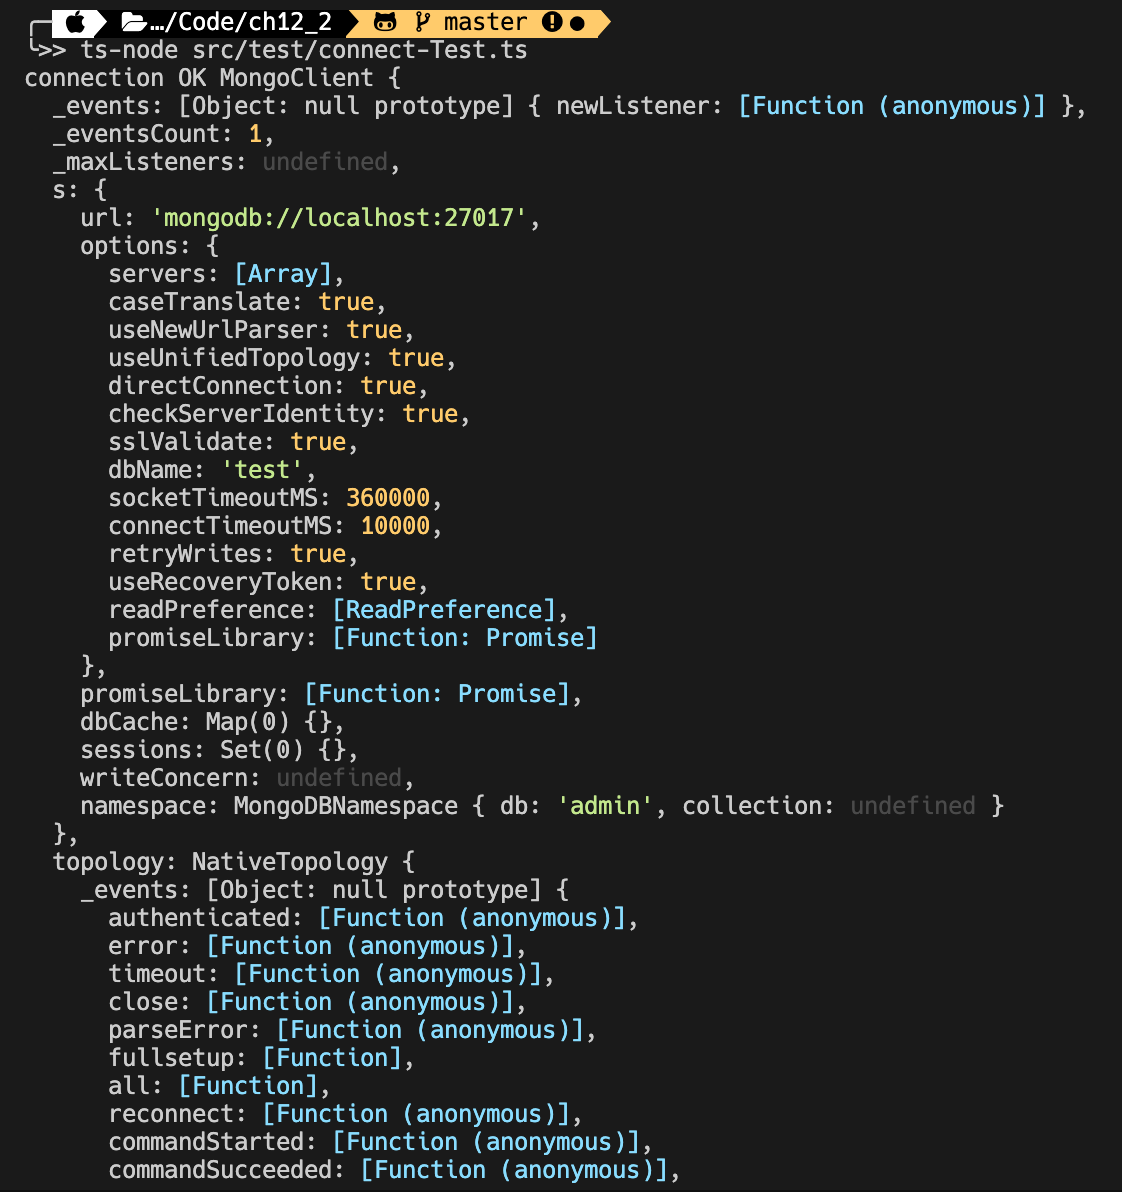 …/Code/ch12_2 master
>> ts-node src/test/connect-Test.ts
connection OK MongoClient {
  _events: [Object: null prototype] { newListener: [Function (anonymous)] },
  _eventsCount: 1,
  _maxListeners: undefined,
  s: {
    url: 'mongodb://localhost:27017',
    options: {
      servers: [Array],
      caseTranslate: true,
      useNewUrlParser: true,
      useUnifiedTopology: true,
      directConnection: true,
      checkServerIdentity: true,
      sslValidate: true,
      dbName: 'test',
      socketTimeoutMS: 360000,
      connectTimeoutMS: 10000,
      retryWrites: true,
      useRecoveryToken: true,
      readPreference: [ReadPreference],
      promiseLibrary: [Function: Promise]
    },
    promiseLibrary: [Function: Promise],
    dbCache: Map(0) {},
    sessions: Set(0) {},
    writeConcern: undefined,
    namespace: MongoDBNamespace { db: 'admin', collection: undefined }
  },
  topology: NativeTopology {
    _events: [Object: null prototype] {
      authenticated: [Function (anonymous)],
      error: [Function (anonymous)],
      timeout: [Function (anonymous)],
      close: [Function (anonymous)],
      parseError: [Function (anonymous)],
      fullsetup: [Function],
      all: [Function],
      reconnect: [Function (anonymous)],
      commandStarted: [Function (anonymous)],
      commandSucceeded: [Function (anonymous)],